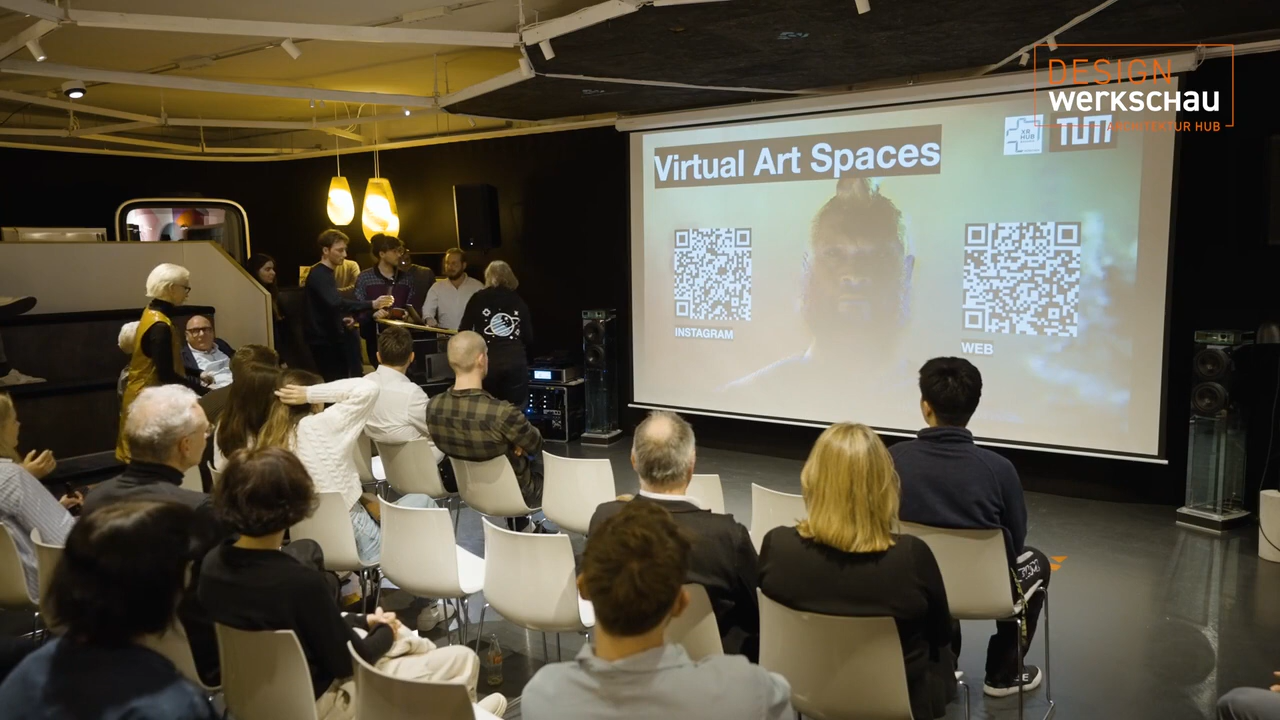 DESIGN
werkschau
ARCHITEKTUR HUB
Virtual Art Spaces
XR
HUB
TUM
INSTAGRAM
WEB